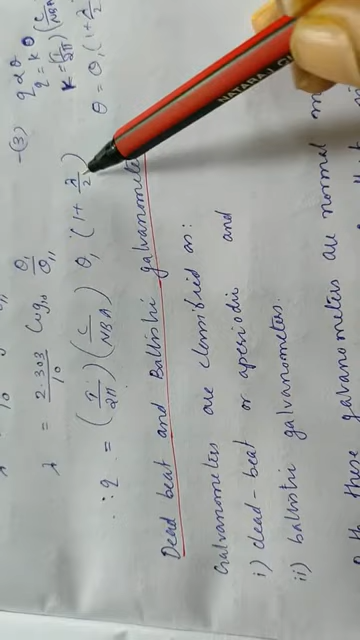 -(3)
q α θ
q = k θ
k = (T/2π) (C/NBA)
θ = θ₁ (1 + λ/2)
λ = 2.303/10 log₁₀ θ₁/θ₁₁
∴ q = (T/2π) (C/NBA) θ₁ (1 + λ/2)
Dead beat and Ballistic galvanometer
Galvanometers are classified as:
i) dead-beat or aperiodic and
ii) ballistic galvanometers.
these galvanometers are normal
NATARAJ